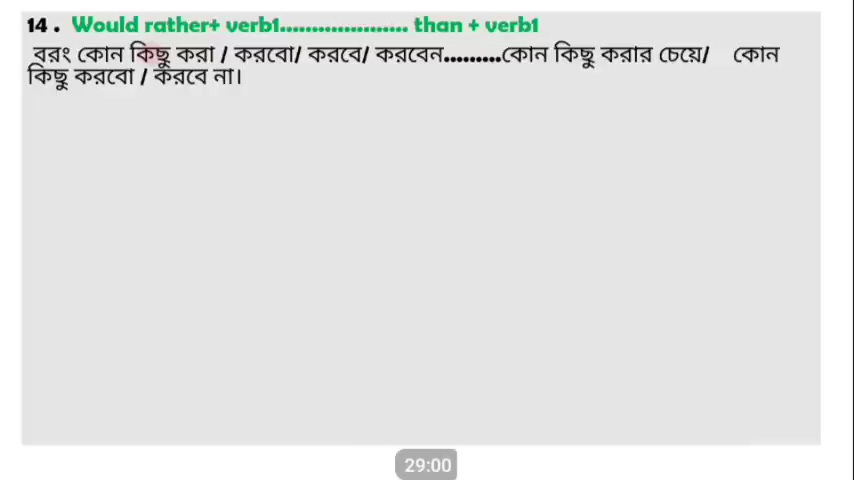 14 . Would rather+ verb1.................... than + verb1
বরং কোন কিছু করা / করবো/ করবে/ করবেন.........কোন কিছু করার চেয়ে/ কোন
কিছু করবো / করবে না।
29:00